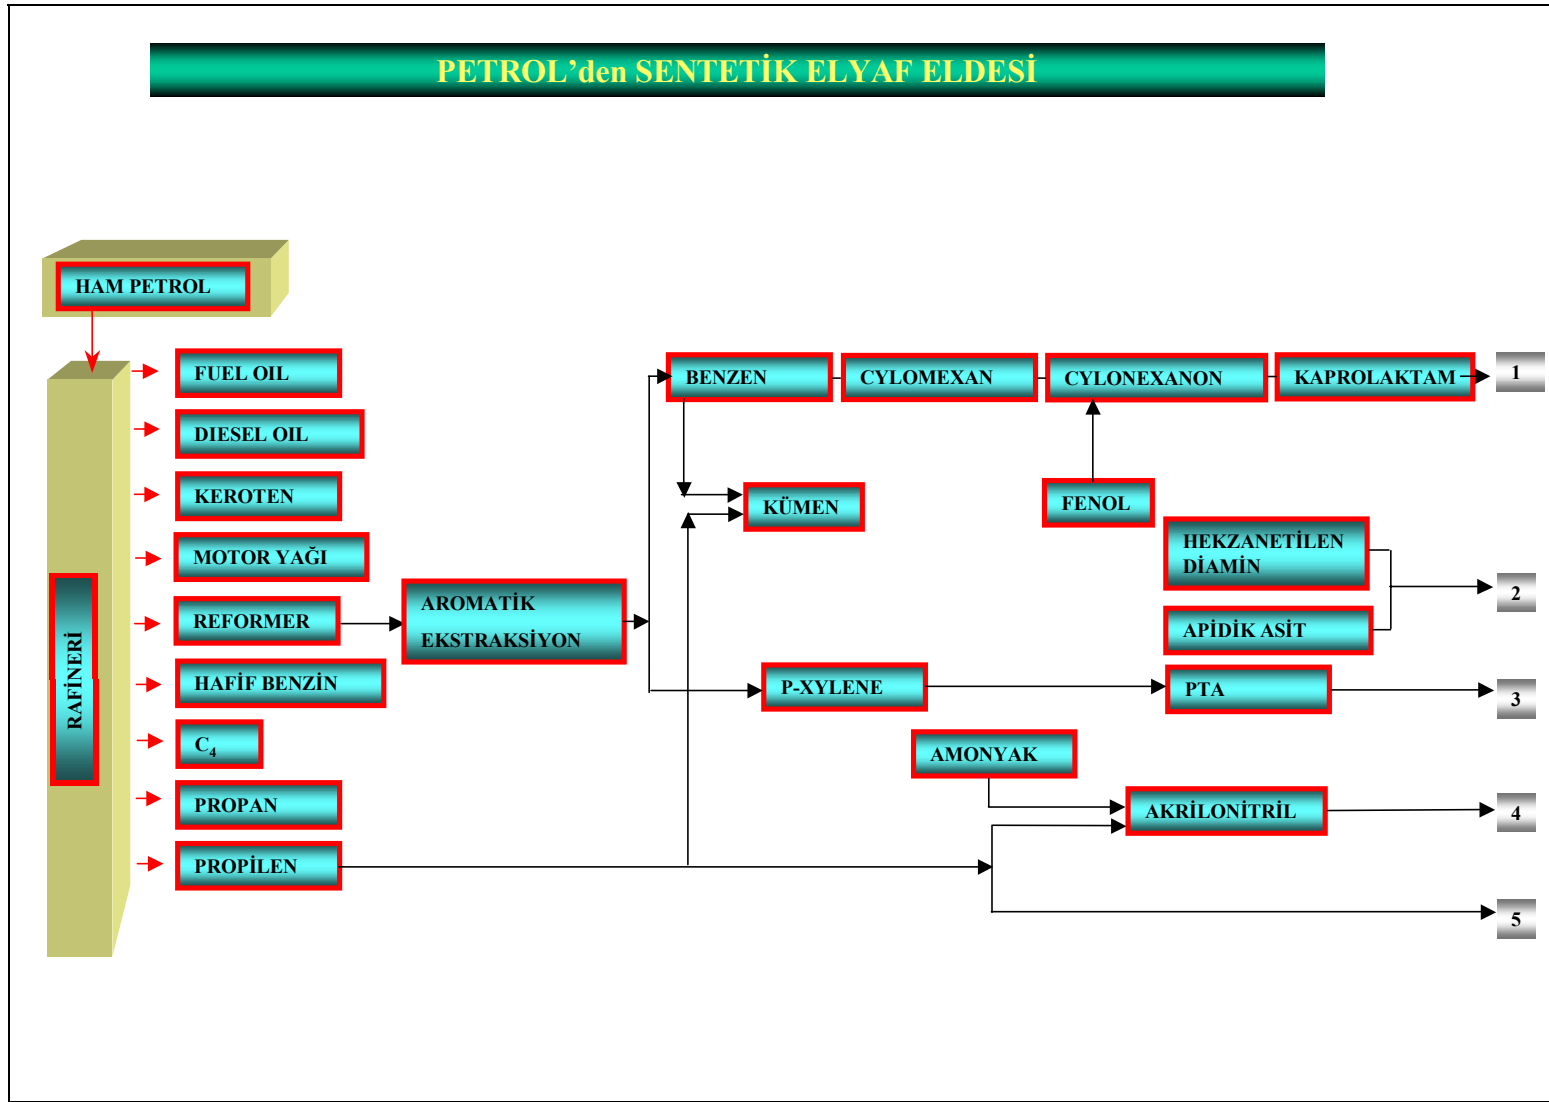 PETROL’den SENTETİK ELYAF ELDESİ
HAM PETROL
RAFİNERİ
FUEL OIL
DIESEL OIL
KEROTEN
MOTOR YAĞI
REFORMER
HAFİF BENZİN
C₄
PROPAN
PROPİLEN
AROMATİK
EKSTRAKSİYON
BENZEN
CYLOMEXAN
CYLONEXANON
KAPROLAKTAM
1
KÜMEN
FENOL
HEKZANETİLEN
DİAMİN
APİDİK ASİT
2
P-XYLENE
PTA
3
AMONYAK
AKRİLONİTRİL
4
5